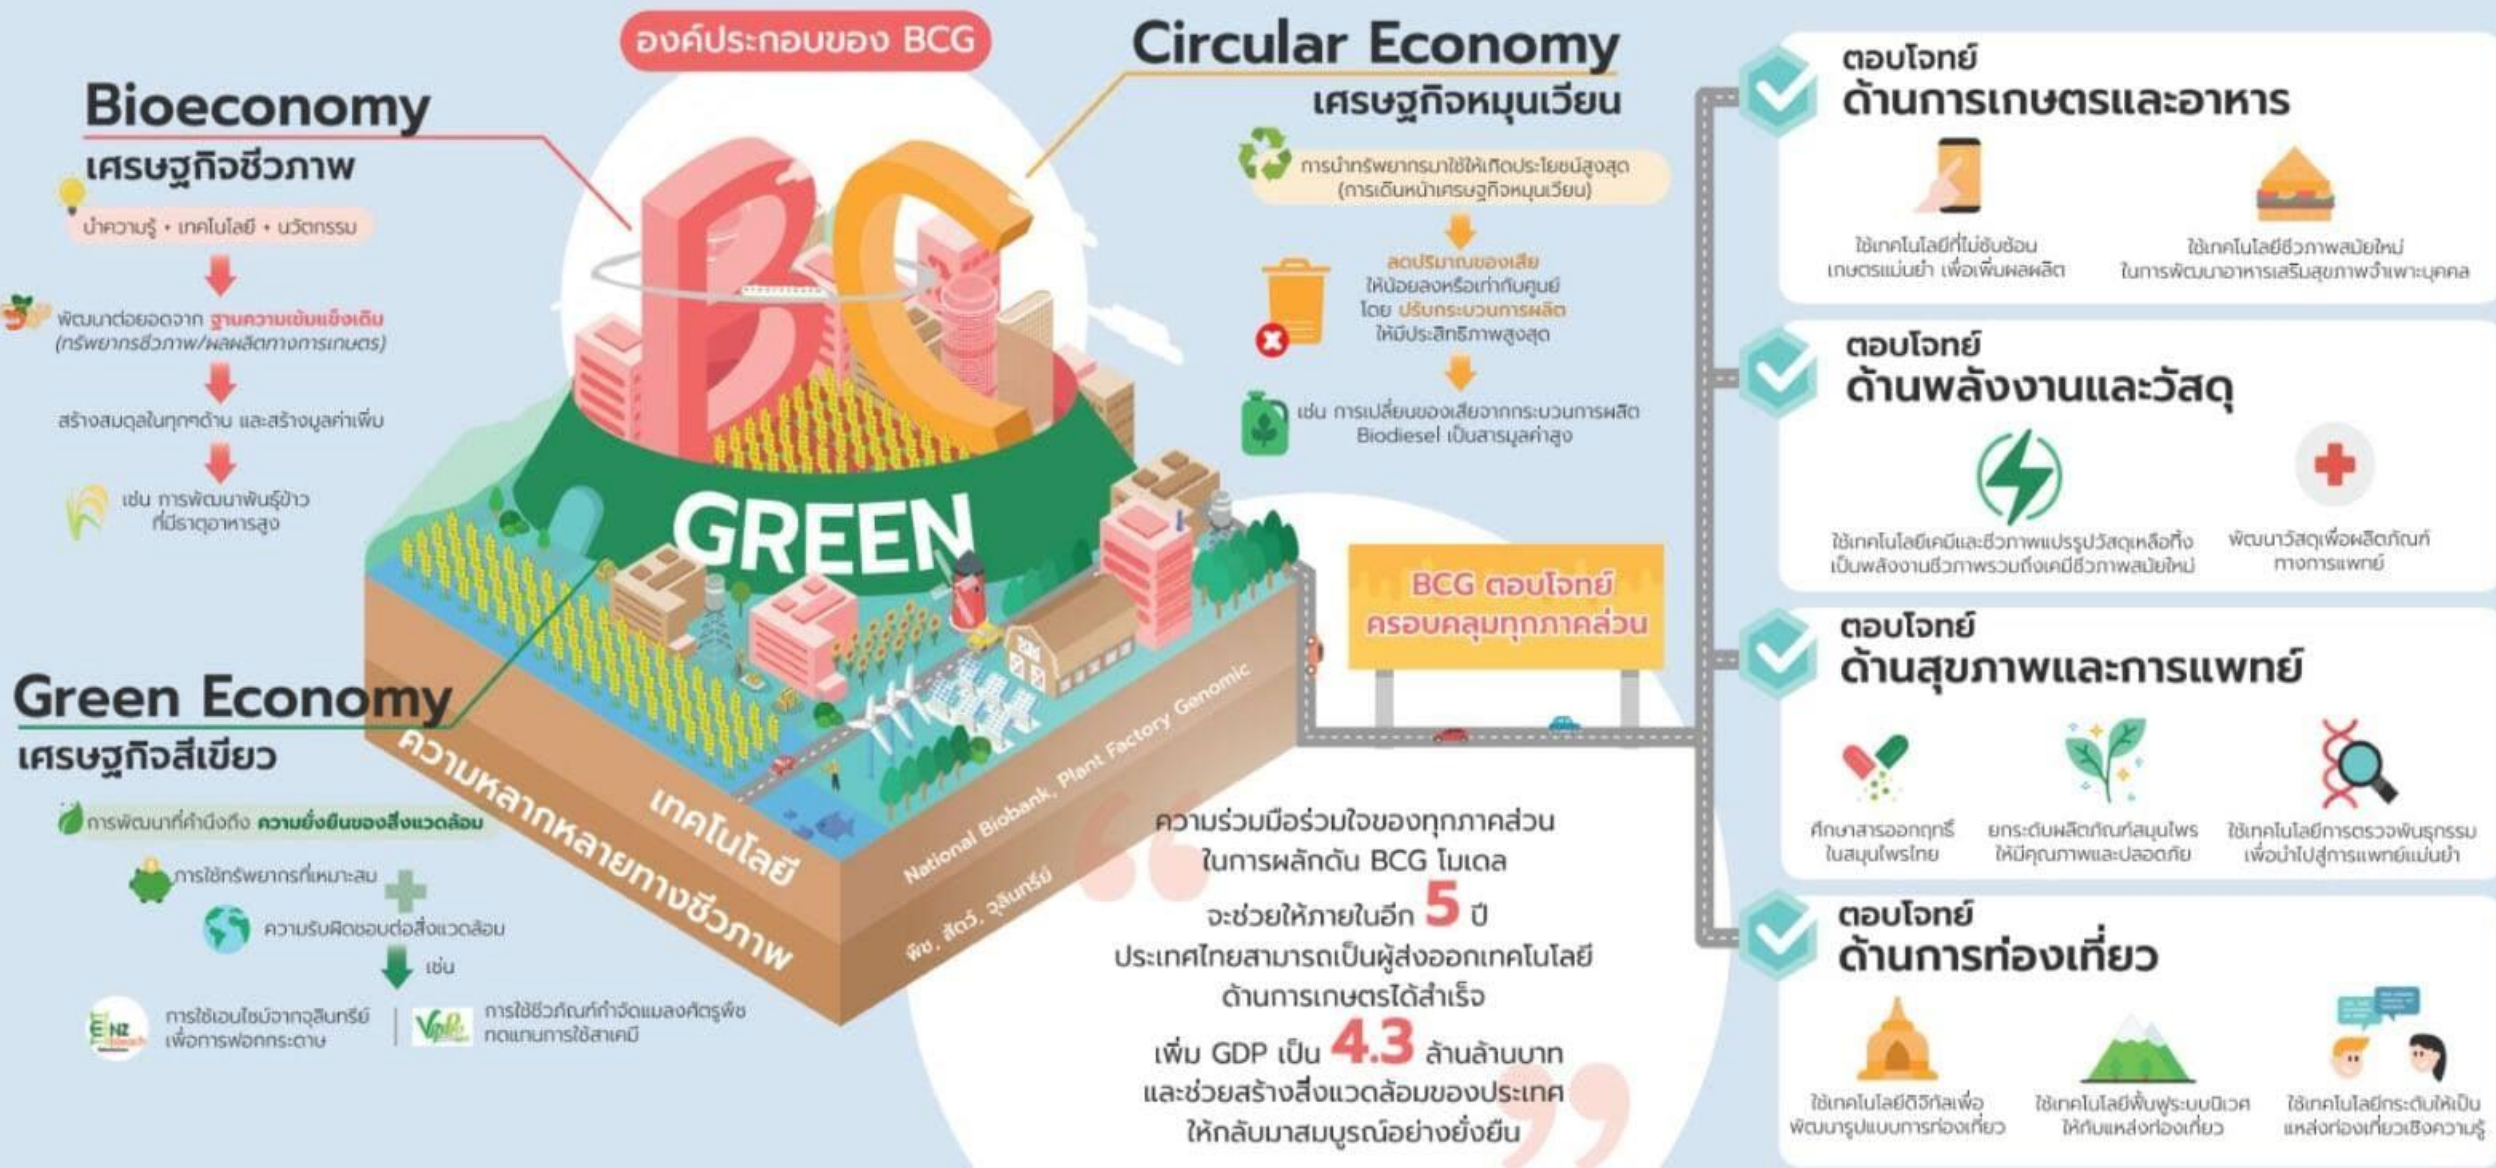 องค์ประกอบของ BCG
Bioeconomy
เศรษฐกิจชีวภาพ
นำความรู้ + เทคโนโลยี + นวัตกรรม
พัฒนาต่อยอดจาก ฐานความเข้มแข็งเดิม
(ทรัพยากรชีวภาพ/ผลผลิตทางการเกษตร)
สร้างสมดุลในทุกๆด้าน และสร้างมูลค่าเพิ่ม
เช่น การพัฒนาพันธุ์ข้าว
ที่มีธาตุอาหารสูง
Circular Economy
เศรษฐกิจหมุนเวียน
การนำทรัพยากรมาใช้ให้เกิดประโยชน์สูงสุด
(การเดินหน้าเศรษฐกิจหมุนเวียน)
ลดปริมาณของเสีย
ให้น้อยลงหรือเท่ากับศูนย์
โดย ปรับกระบวนการผลิต
ให้มีประสิทธิภาพสูงสุด
เช่น การเปลี่ยนของเสียจากกระบวนการผลิต
Biodiesel เป็นสารมูลค่าสูง
BC
GREEN
Green Economy
เศรษฐกิจสีเขียว
การพัฒนาที่คำนึงถึง ความยั่งยืนของสิ่งแวดล้อม
การใช้ทรัพยากรที่เหมาะสม
ความรับผิดชอบต่อสิ่งแวดล้อม
เช่น
ENZ
bleach
การใช้เอนไซม์จากจุลินทรีย์
เพื่อการฟอกกระดาษ
การใช้ชีวภัณฑ์กำจัดแมลงศัตรูพืช
ทดแทนการใช้สาเคมี
เทคโนโลยี
ความหลากหลายทางชีวภาพ
National Biobank, Plant Factory Genomic
พืช, สัตว์, จุลินทรีย์
BCG ตอบโจทย์
ครอบคลุมทุกภาคส่วน
ความร่วมมือร่วมใจของทุกภาคส่วน
ในการผลักดัน BCG โมเดล
จะช่วยให้ภายในอีก 5 ปี
ประเทศไทยสามารถเป็นผู้ส่งออกเทคโนโลยี
ด้านการเกษตรได้สำเร็จ
เพิ่ม GDP เป็น 4.3 ล้านล้านบาท
และช่วยสร้างสิ่งแวดล้อมของประเทศ
ให้กลับมาสมบูรณ์อย่างยั่งยืน
ตอบโจทย์
ด้านการเกษตรและอาหาร
ใช้เทคโนโลยีที่ไม่ซับซ้อน
เกษตรแม่นยำ เพื่อเพิ่มผลผลิต
ใช้เทคโนโลยีชีวภาพสมัยใหม่
ในการพัฒนาอาหารเสริมสุขภาพจำเพาะบุคคล
ตอบโจทย์
ด้านพลังงานและวัสดุ
ใช้เทคโนโลยีเคมีและชีวภาพแปรรูปวัสดุเหลือทิ้ง
เป็นพลังงานชีวภาพรวมถึงเคมีชีวภาพสมัยใหม่
พัฒนาวัสดุเพื่อผลิตภัณฑ์
ทางการแพทย์
ตอบโจทย์
ด้านสุขภาพและการแพทย์
ศึกษาสารออกฤทธิ์
ในสมุนไพรไทย
ยกระดับผลิตภัณฑ์สมุนไพร
ให้มีคุณภาพและปลอดภัย
ใช้เทคโนโลยีการตรวจพันธุกรรม
เพื่อนำไปสู่การแพทย์แม่นยำ
ตอบโจทย์
ด้านการท่องเที่ยว
ใช้เทคโนโลยีดิจิทัลเพื่อ
พัฒนารูปแบบการท่องเที่ยว
ใช้เทคโนโลยีฟื้นฟูระบบนิเวศ
ให้กับแหล่งท่องเที่ยว
ใช้เทคโนโลยีกระดับให้เป็น
แหล่งท่องเที่ยวเชิงความรู้